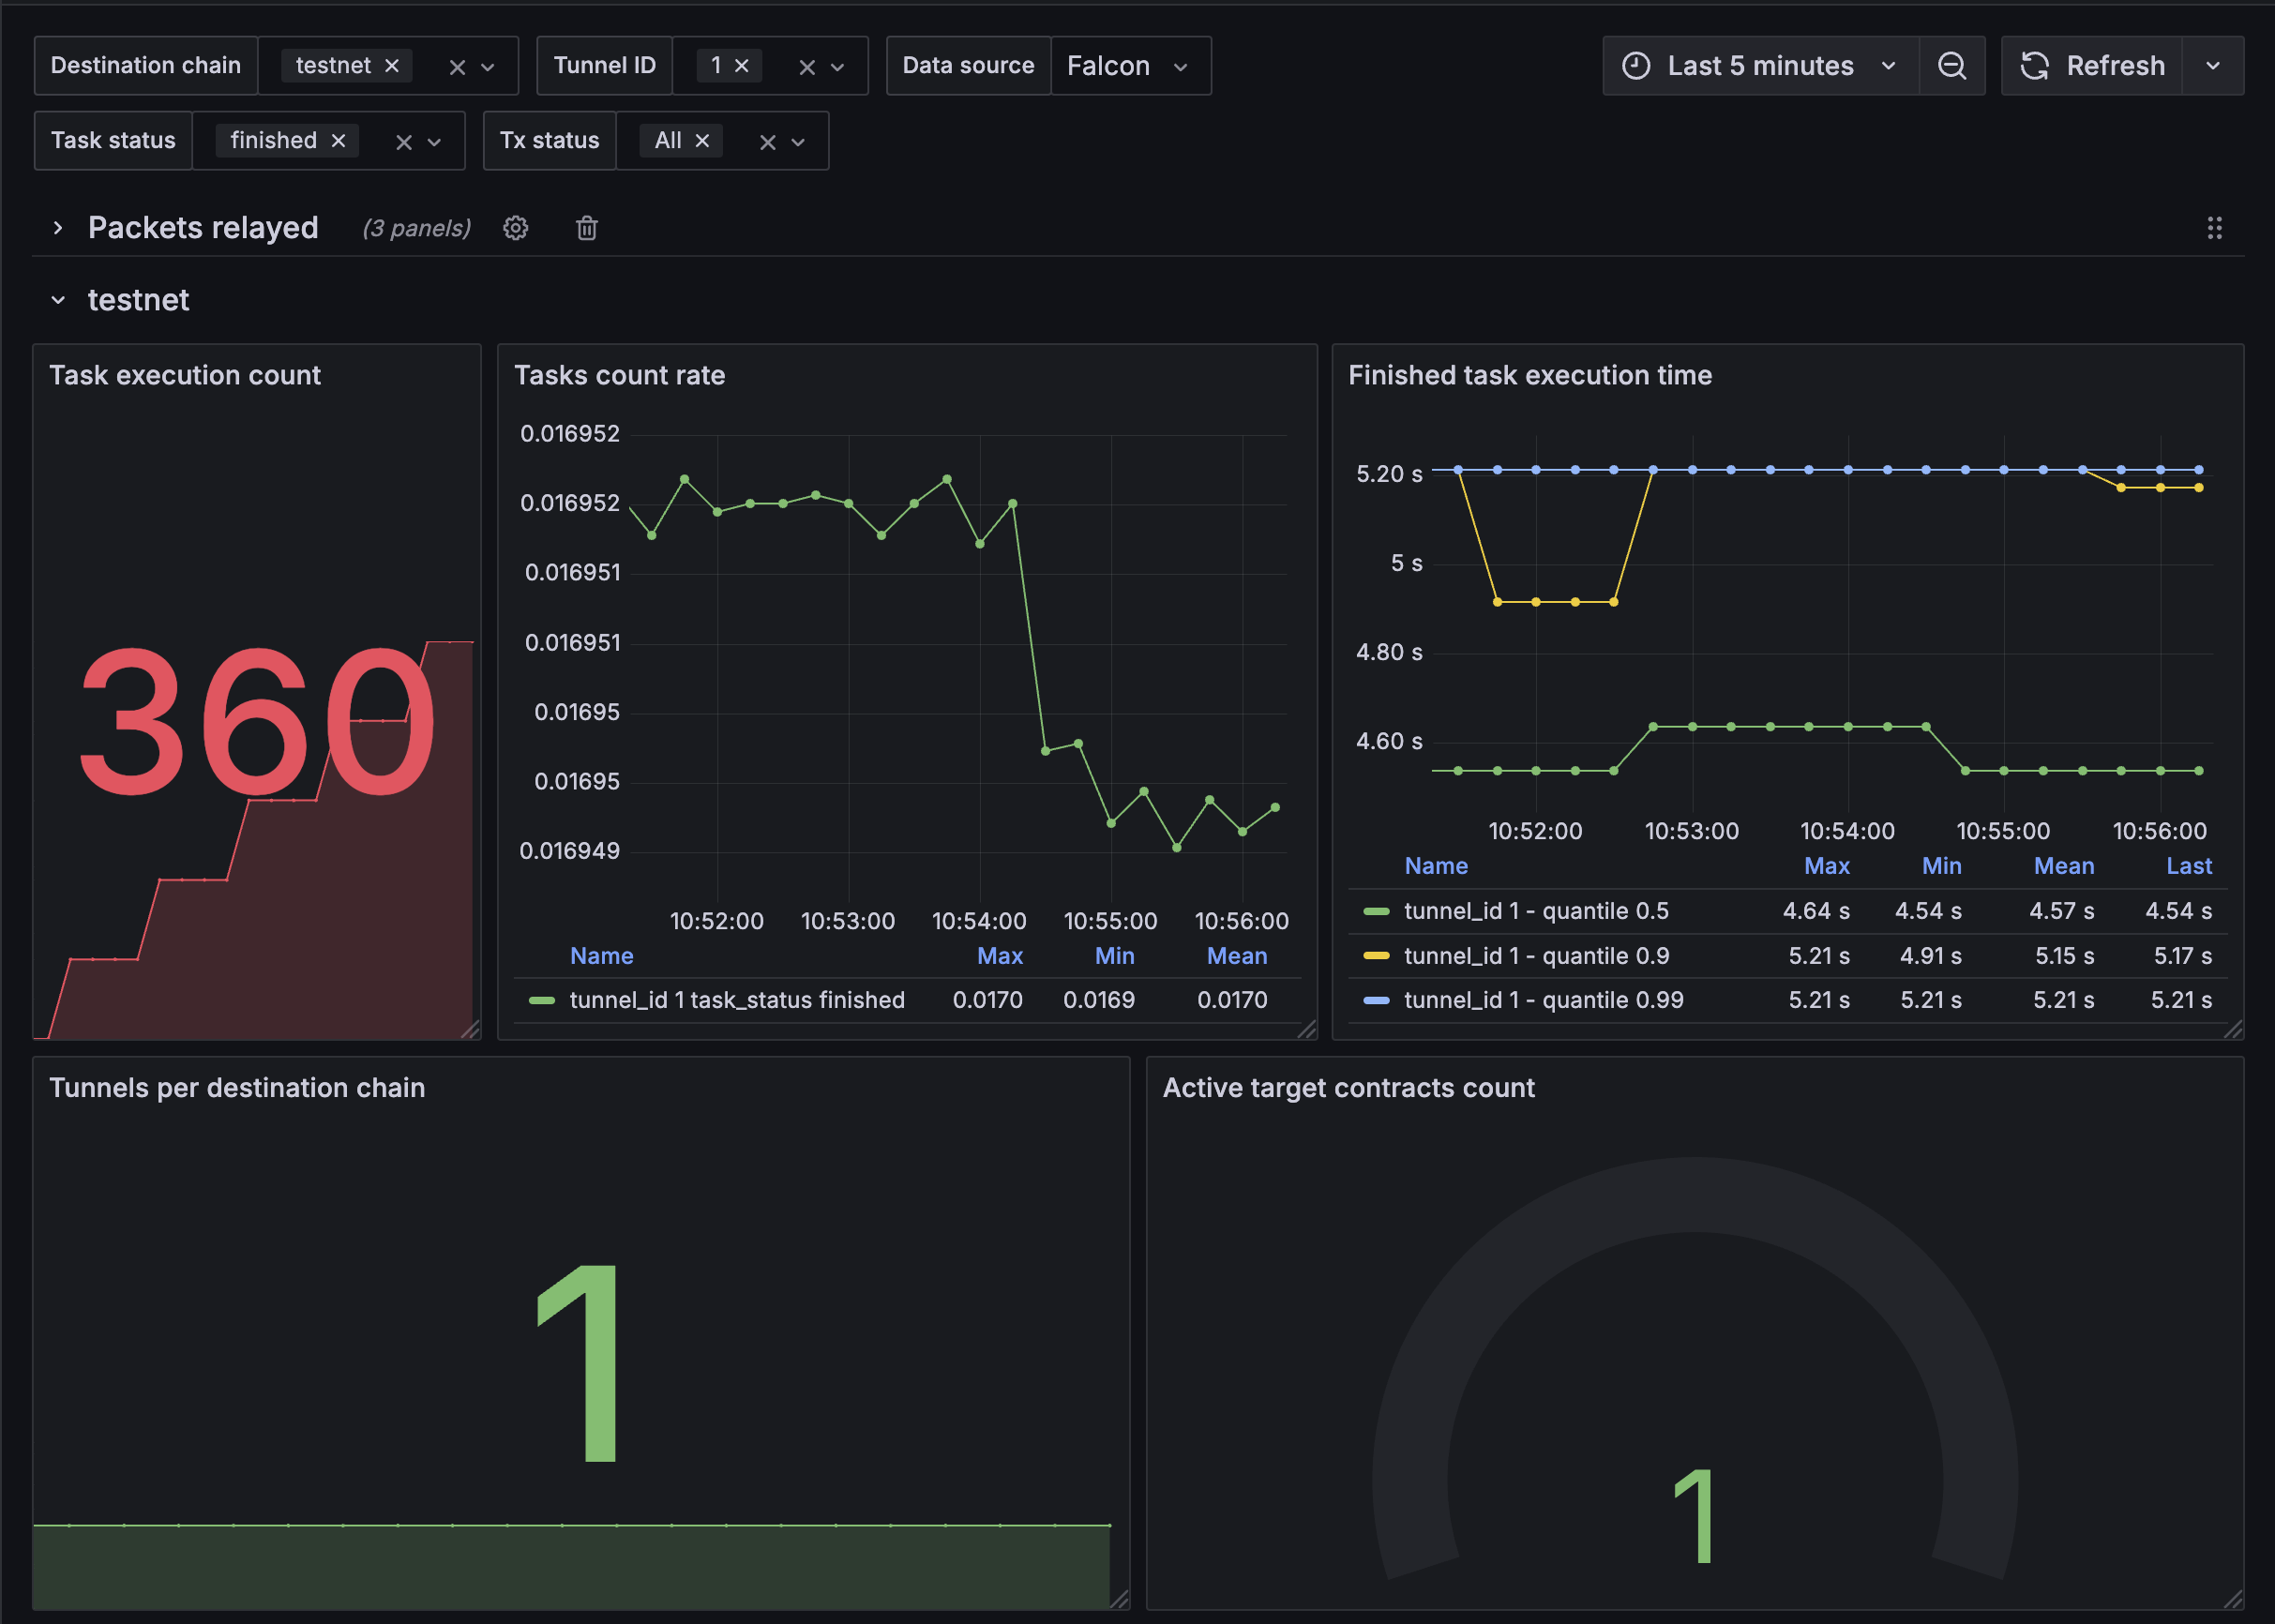 Destination chain testnet Tunnel ID 1 Data source Falcon Last 5 minutes Refresh
Task status finished Tx status All
Packets relayed (3 panels)
testnet
Task execution count
360
Tasks count rate
0.016952
0.016952
0.016951
0.016951
0.01695
0.01695
0.016949
10:52:00 10:53:00 10:54:00 10:55:00 10:56:00
Name Max Min Mean
tunnel_id 1 task_status finished 0.0170 0.0169 0.0170
Finished task execution time
5.20 s
5 s
4.80 s
4.60 s
10:52:00 10:53:00 10:54:00 10:55:00 10:56:00
Name Max Min Mean Last
tunnel_id 1 - quantile 0.5 4.64 s 4.54 s 4.57 s 4.54 s
tunnel_id 1 - quantile 0.9 5.21 s 4.91 s 5.15 s 5.17 s
tunnel_id 1 - quantile 0.99 5.21 s 5.21 s 5.21 s 5.21 s
Tunnels per destination chain
1
Active target contracts count
1